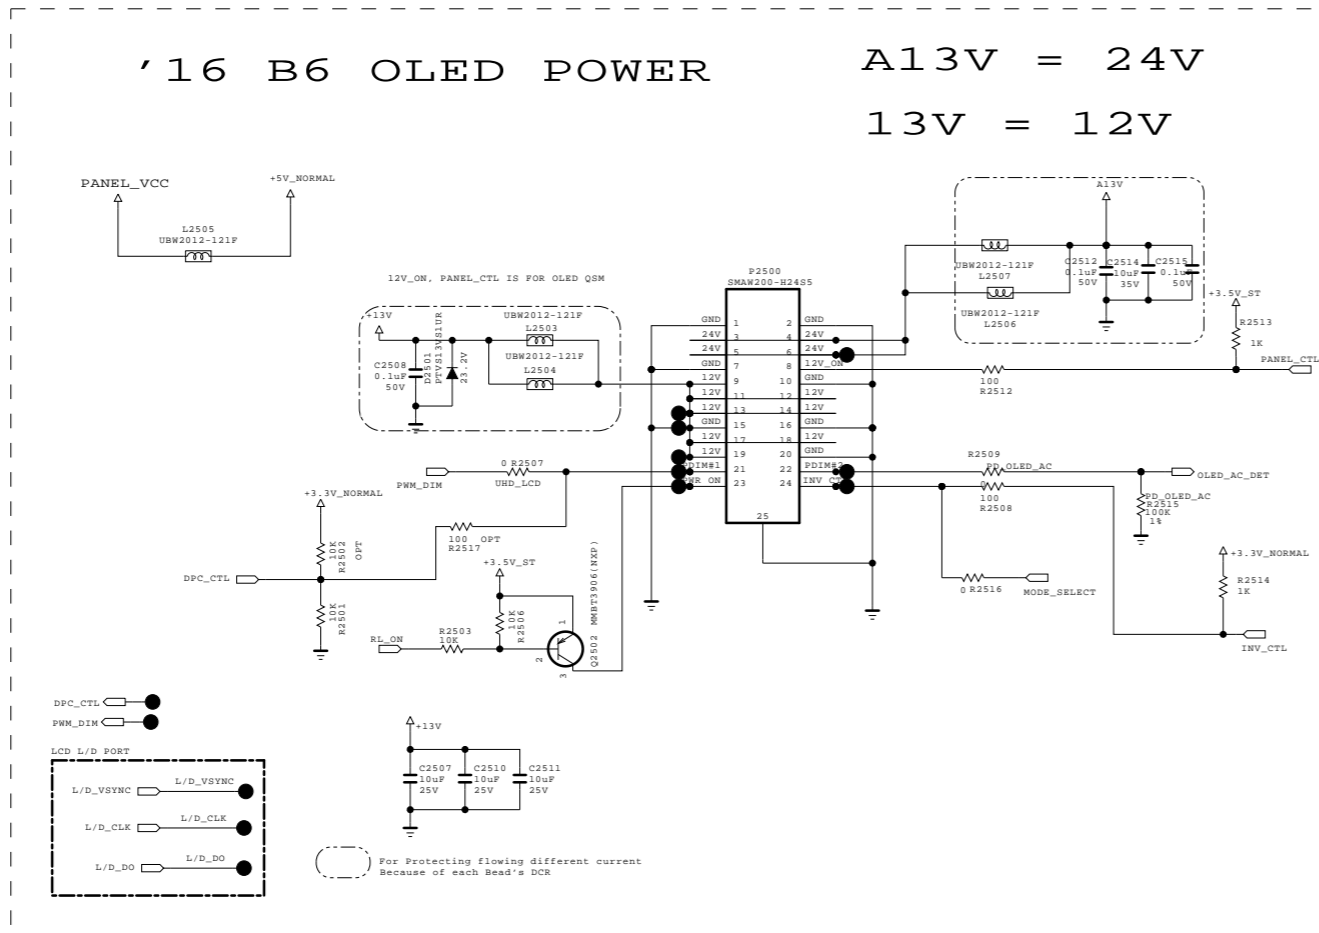 '16 B6 OLED POWER
A13V = 24V
13V = 12V
PANEL_VCC
+5V_NORMAL
L2505
UBW2012-121F
12V_ON, PANEL_CTL IS FOR OLED QSM
+13V
C2508
0.1uF
50V
D2501
PTVS13VS1UR
23.2V
UBW2012-121F
L2503
UBW2012-121F
L2504
P2500
SMAW200-H24S5
GND 1 2 GND
24V 3 4 24V
24V 5 6 24V
GND 7 8 12V_ON
12V 9 10 GND
12V 11 12 12V
12V 13 14 12V
GND 15 16 GND
12V 17 18 12V
12V 19 20 GND
PDIM#1 21 22 PDIM#2
PWR ON 23 24 INV CTL
25
A13V
UBW2012-121F
L2507
UBW2012-121F
L2506
C2512
0.1uF
50V
C2514
10uF
35V
C2515
0.1uF
50V
+3.5V_ST
R2513
1K
PANEL_CTL
100
R2512
PWM_DIM
0 R2507
UHD_LCD
+3.3V_NORMAL
10K
R2502
OPT
100 OPT
R2517
DPC_CTL
10K
R2501
+3.5V_ST
10K
R2506
RL_ON
R2503
10K
1
2
3
Q2502 MMBT3906(NXP)
R2509
PD_OLED_AC
0
100
R2508
OLED_AC_DET
PD_OLED_AC
R2515
100K
1%
0 R2516
MODE_SELECT
+3.3V_NORMAL
R2514
1K
INV_CTL
DPC_CTL
PWM_DIM
LCD L/D PORT
L/D_VSYNC L/D_VSYNC
L/D_CLK L/D_CLK
L/D_DO L/D_DO
+13V
C2507
10uF
25V
C2510
10uF
25V
C2511
10uF
25V
For Protecting flowing different current
Because of each Bead's DCR